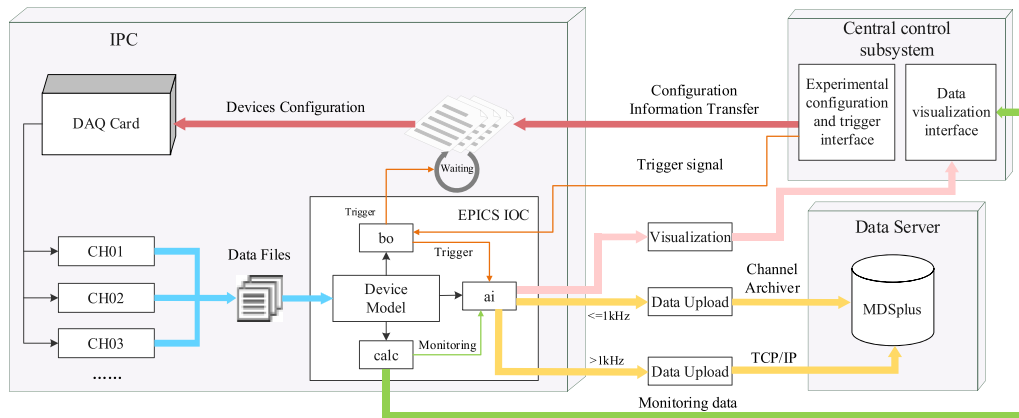 IPC
DAQ Card
Devices Configuration
Waiting
Configuration
Information Transfer
Central control
subsystem
Experimental
configuration
and trigger
interface
Data
visualization
interface
Trigger signal
EPICS IOC
Trigger
bo
Trigger
Device
Model
ai
calc
Monitoring
CH01
CH02
CH03
......
Data Files
Visualization
<=1kHz
Data Upload
Channel
Archiver
>1kHz
Data Upload
TCP/IP
Data Server
MDSplus
Monitoring data